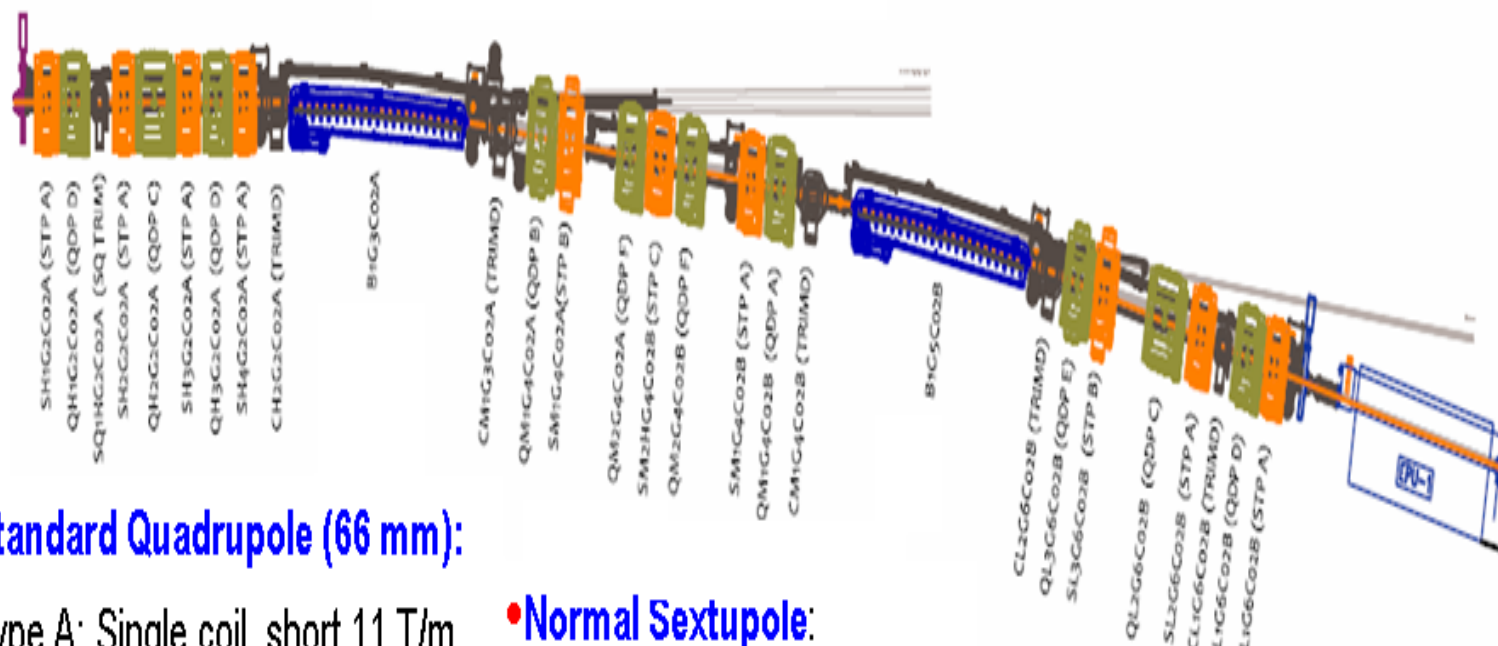 SH1G2C02A (STP A)
QH1G2C02A (QDP D)
SQ1HG2C02A (SQ TRIM)
SH2G2C02A (STP A)
QH2G2C02A (QDP C)
SH3G2C02A (STP A)
QH3G2C02A (QDP D)
SH4G2C02A (STP A)
CH2G2C02A (TRIMD)
B1G3C02A
CM1G3C02A (TRIMD)
QM1G4C02A (QDP B)
SM1G4C02A(STP B)
QM2G4C02A (QDP F)
SM2HG4C02B (STP C)
QM2G4C02B (QDP F)
SM1G4C02B (STP A)
QM1G4C02B (QDP A)
CM1G4C02B (TRIMD)
B1G5C02B
CL2G6C02B (TRIMD)
QL3G6C02B (QDP E)
SL3G6C02B (STP B)
QL2G6C02B (QDP C)
SL2G6C02B (STP A)
CL1G6C02B (TRIMD)
L1G6C02B (QDP D)
L1G6C02B (STP A)
EPU-1
tandard Quadrupole (66 mm):
ype A: Single coil, short 11 T/m
•Normal Sextupole: